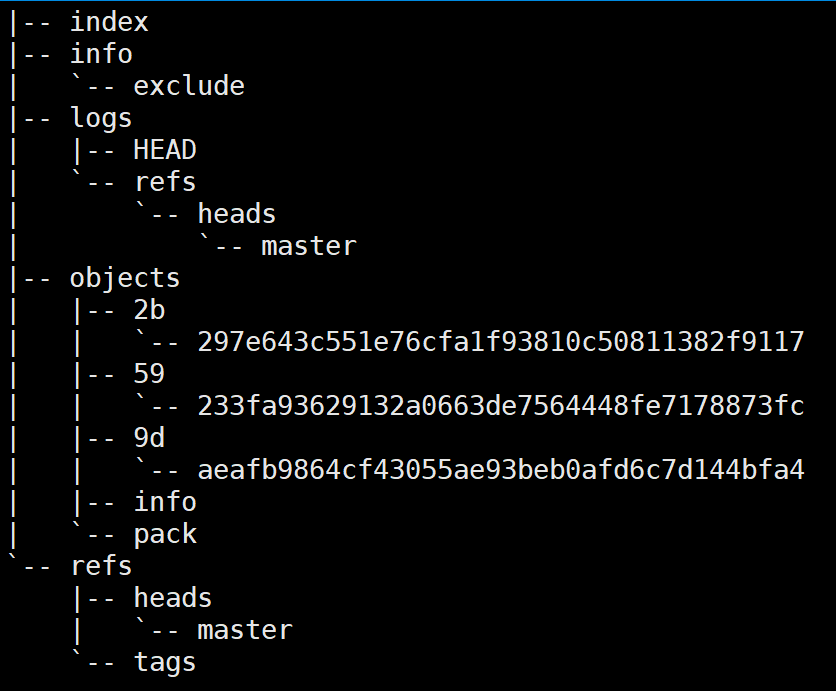 |-- index
|-- info
|   `-- exclude
|-- logs
|   |-- HEAD
|   `-- refs
|       `-- heads
|           `-- master
|-- objects
|   |-- 2b
|   |   `-- 297e643c551e76cfa1f93810c50811382f9117
|   |-- 59
|   |   `-- 233fa93629132a0663de7564448fe7178873fc
|   |-- 9d
|   |   `-- aeafb9864cf43055ae93beb0afd6c7d144bfa4
|   |-- info
|   `-- pack
`-- refs
    |-- heads
    |   `-- master
    `-- tags